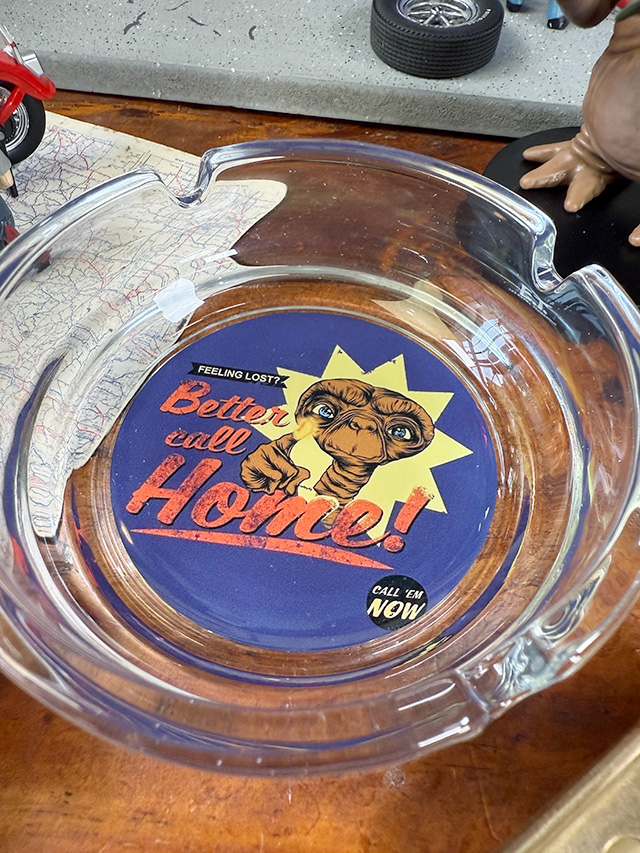 FEELING LOST?
Better
call
Home!
CALL 'EM
NOW
E.T.